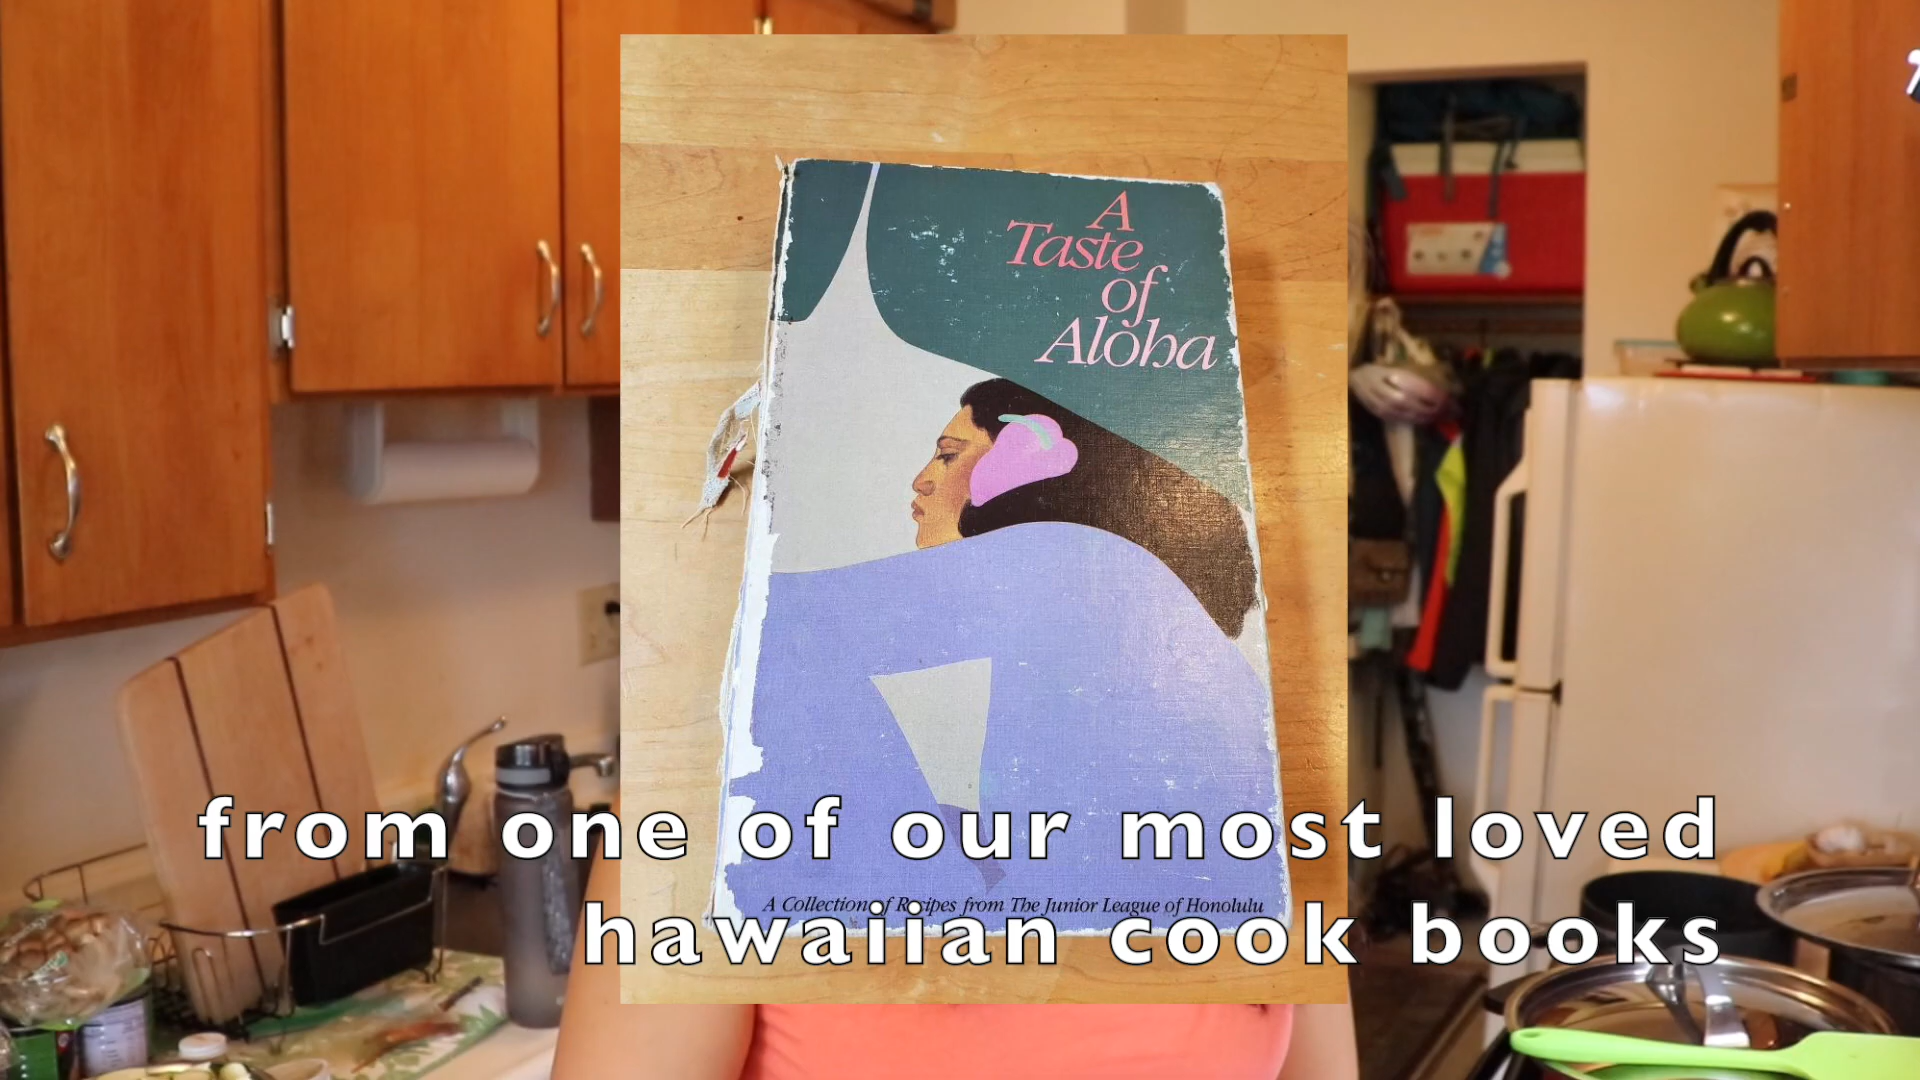 A
Taste
of
Aloha
A Collection of Recipes from The Junior League of Honolulu
from one of our most loved
hawaiian cook books